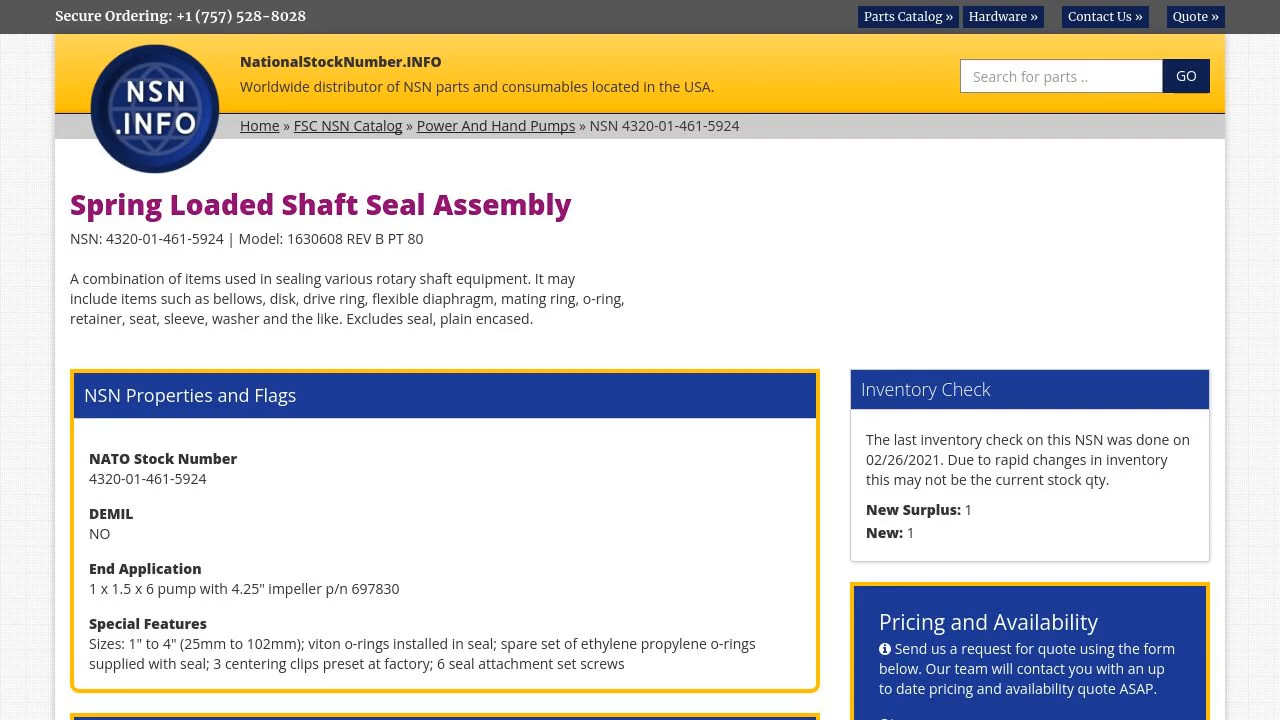 Secure Ordering: +1 (757) 528-8028
Parts Catalog »
Hardware »
Contact Us »
Quote »
NSN
.INFO
NationalStockNumber.INFO
Worldwide distributor of NSN parts and consumables located in the USA.
Search for parts ..
GO
Home » FSC NSN Catalog » Power And Hand Pumps » NSN 4320-01-461-5924
Spring Loaded Shaft Seal Assembly
NSN: 4320-01-461-5924 | Model: 1630608 REV B PT 80
A combination of items used in sealing various rotary shaft equipment. It may
include items such as bellows, disk, drive ring, flexible diaphragm, mating ring, o-ring,
retainer, seat, sleeve, washer and the like. Excludes seal, plain encased.
NSN Properties and Flags
NATO Stock Number
4320-01-461-5924
DEMIL
NO
End Application
1 x 1.5 x 6 pump with 4.25" impeller p/n 697830
Special Features
Sizes: 1" to 4" (25mm to 102mm); viton o-rings installed in seal; spare set of ethylene propylene o-rings
supplied with seal; 3 centering clips preset at factory; 6 seal attachment set screws
Inventory Check
The last inventory check on this NSN was done on
02/26/2021. Due to rapid changes in inventory
this may not be the current stock qty.
New Surplus: 1
New: 1
Pricing and Availability
Send us a request for quote using the form
below. Our team will contact you with an up
to date pricing and availability quote ASAP.